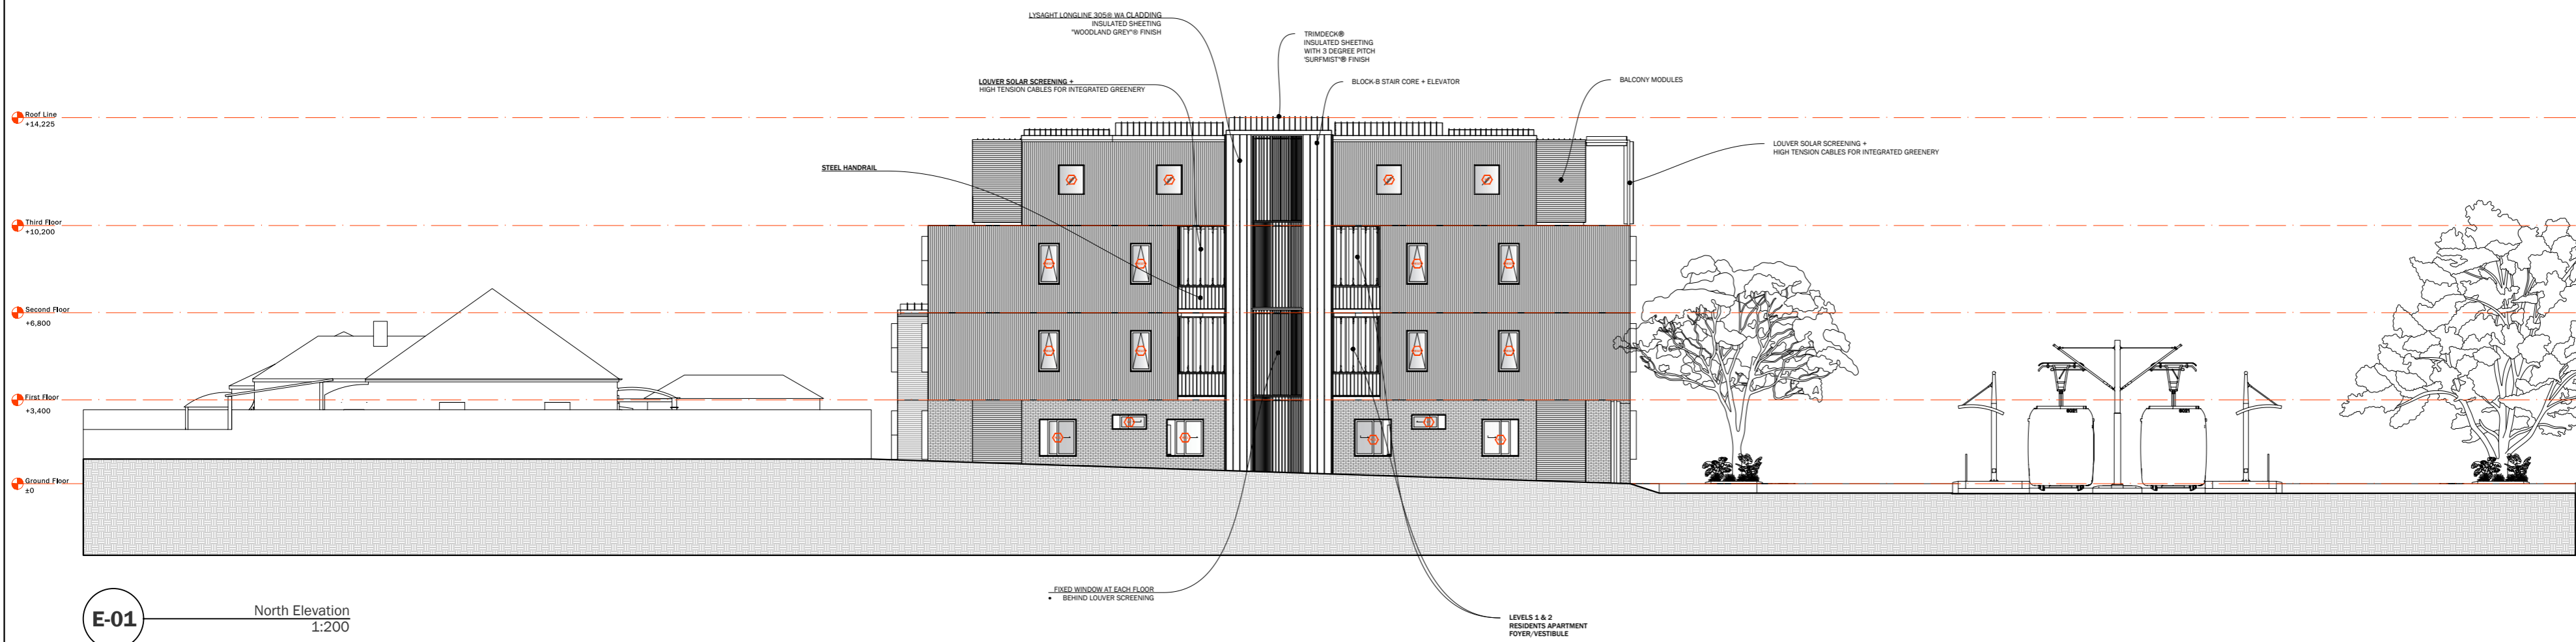 LYSAGHT LONGLINE 305® WA CLADDING
INSULATED SHEETING
"WOODLAND GREY"® FINISH
TRIMDECK®
INSULATED SHEETING
WITH 3 DEGREE PITCH
'SURFMIST'® FINISH
LOUVER SOLAR SCREENING +
HIGH TENSION CABLES FOR INTEGRATED GREENERY
BLOCK-B STAIR CORE + ELEVATOR
BALCONY MODULES
Roof Line
+14,225
LOUVER SOLAR SCREENING +
HIGH TENSION CABLES FOR INTEGRATED GREENERY
STEEL HANDRAIL
Third Floor
+10,200
Second Floor
+6,800
First Floor
+3,400
Ground Floor
±0
FIXED WINDOW AT EACH FLOOR
• BEHIND LOUVER SCREENING
LEVELS 1 & 2
RESIDENTS APARTMENT
FOYER/VESTIBULE
E-01
North Elevation
1:200